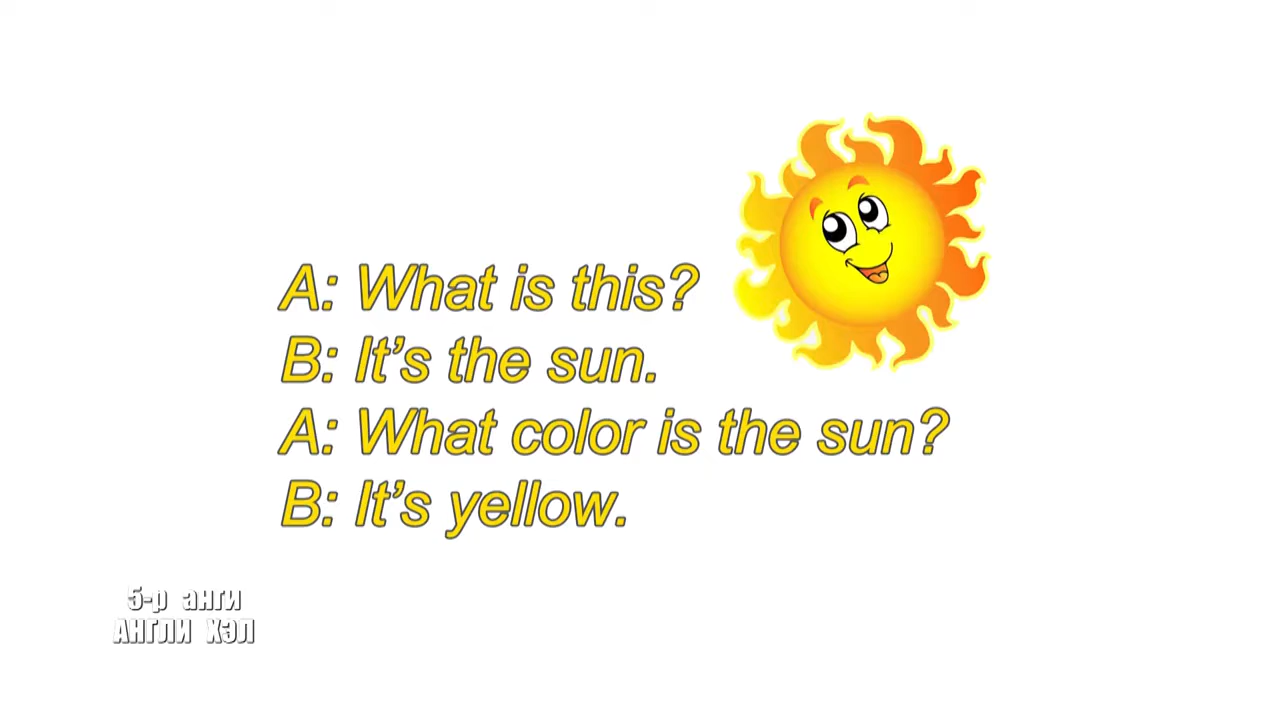 A: What is this?
B: It’s the sun.
A: What color is the sun?
B: It’s yellow.
5-р анги
АНГЛИ ХЭЛ